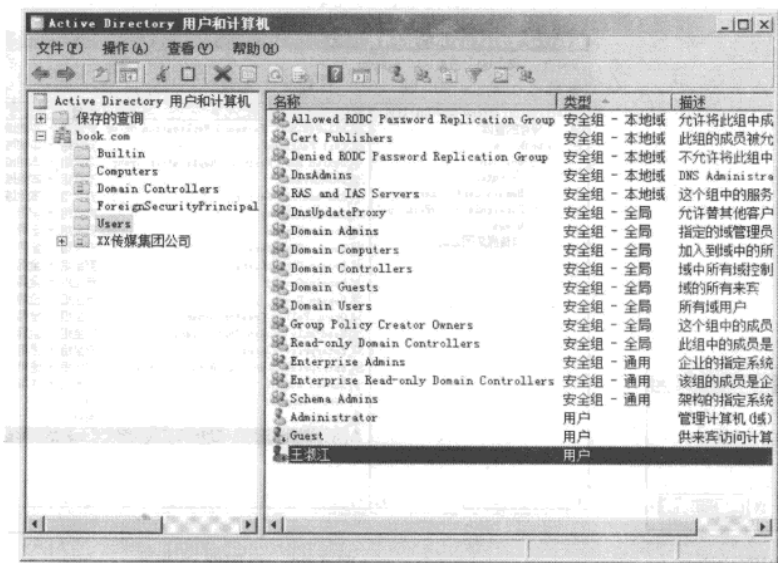 Active Directory 用户和计算机
文件(F) 操作(A) 查看(V) 帮助(H)
Active Directory 用户和计算机
保存的查询
book.com
Builtin
Computers
Domain Controllers
ForeignSecurityPrincipal
Users
XX传媒集团公司
名称 类型 描述
Allowed RODC Password Replication Group 安全组 - 本地域 允许将此组中成
Cert Publishers 安全组 - 本地域 此组的成员被允
Denied RODC Password Replication Group 安全组 - 本地域 不允许将此组中
DnsAdmins 安全组 - 本地域 DNS Administra
RAS and IAS Servers 安全组 - 本地域 这个组中的服务
DnsUpdateProxy 安全组 - 全局 允许替其他客户
Domain Admins 安全组 - 全局 指定的域管理员
Domain Computers 安全组 - 全局 加入到域中的所
Domain Controllers 安全组 - 全局 域中所有域控制
Domain Guests 安全组 - 全局 域的所有来宾
Domain Users 安全组 - 全局 所有域用户
Group Policy Creator Owners 安全组 - 全局 这个组中的成员
Read-only Domain Controllers 安全组 - 全局 此组中的成员是
Enterprise Admins 安全组 - 通用 企业的指定系统
Enterprise Read-only Domain Controllers 安全组 - 通用 该组的成员是企
Schema Admins 安全组 - 通用 架构的指定系统
Administrator 用户 管理计算机(域)
Guest 用户 供来宾访问计算
王淑江 用户